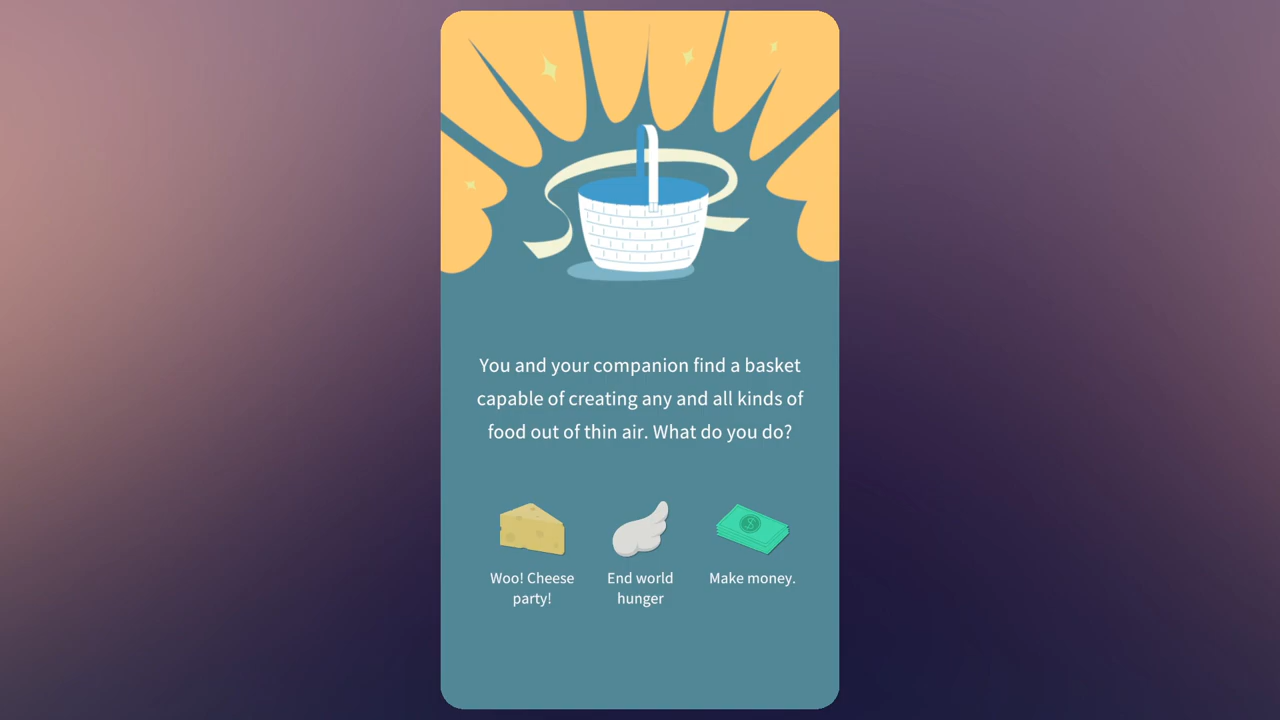 You and your companion find a basket
capable of creating any and all kinds of
food out of thin air. What do you do?
Woo! Cheese
party!
End world
hunger
Make money.